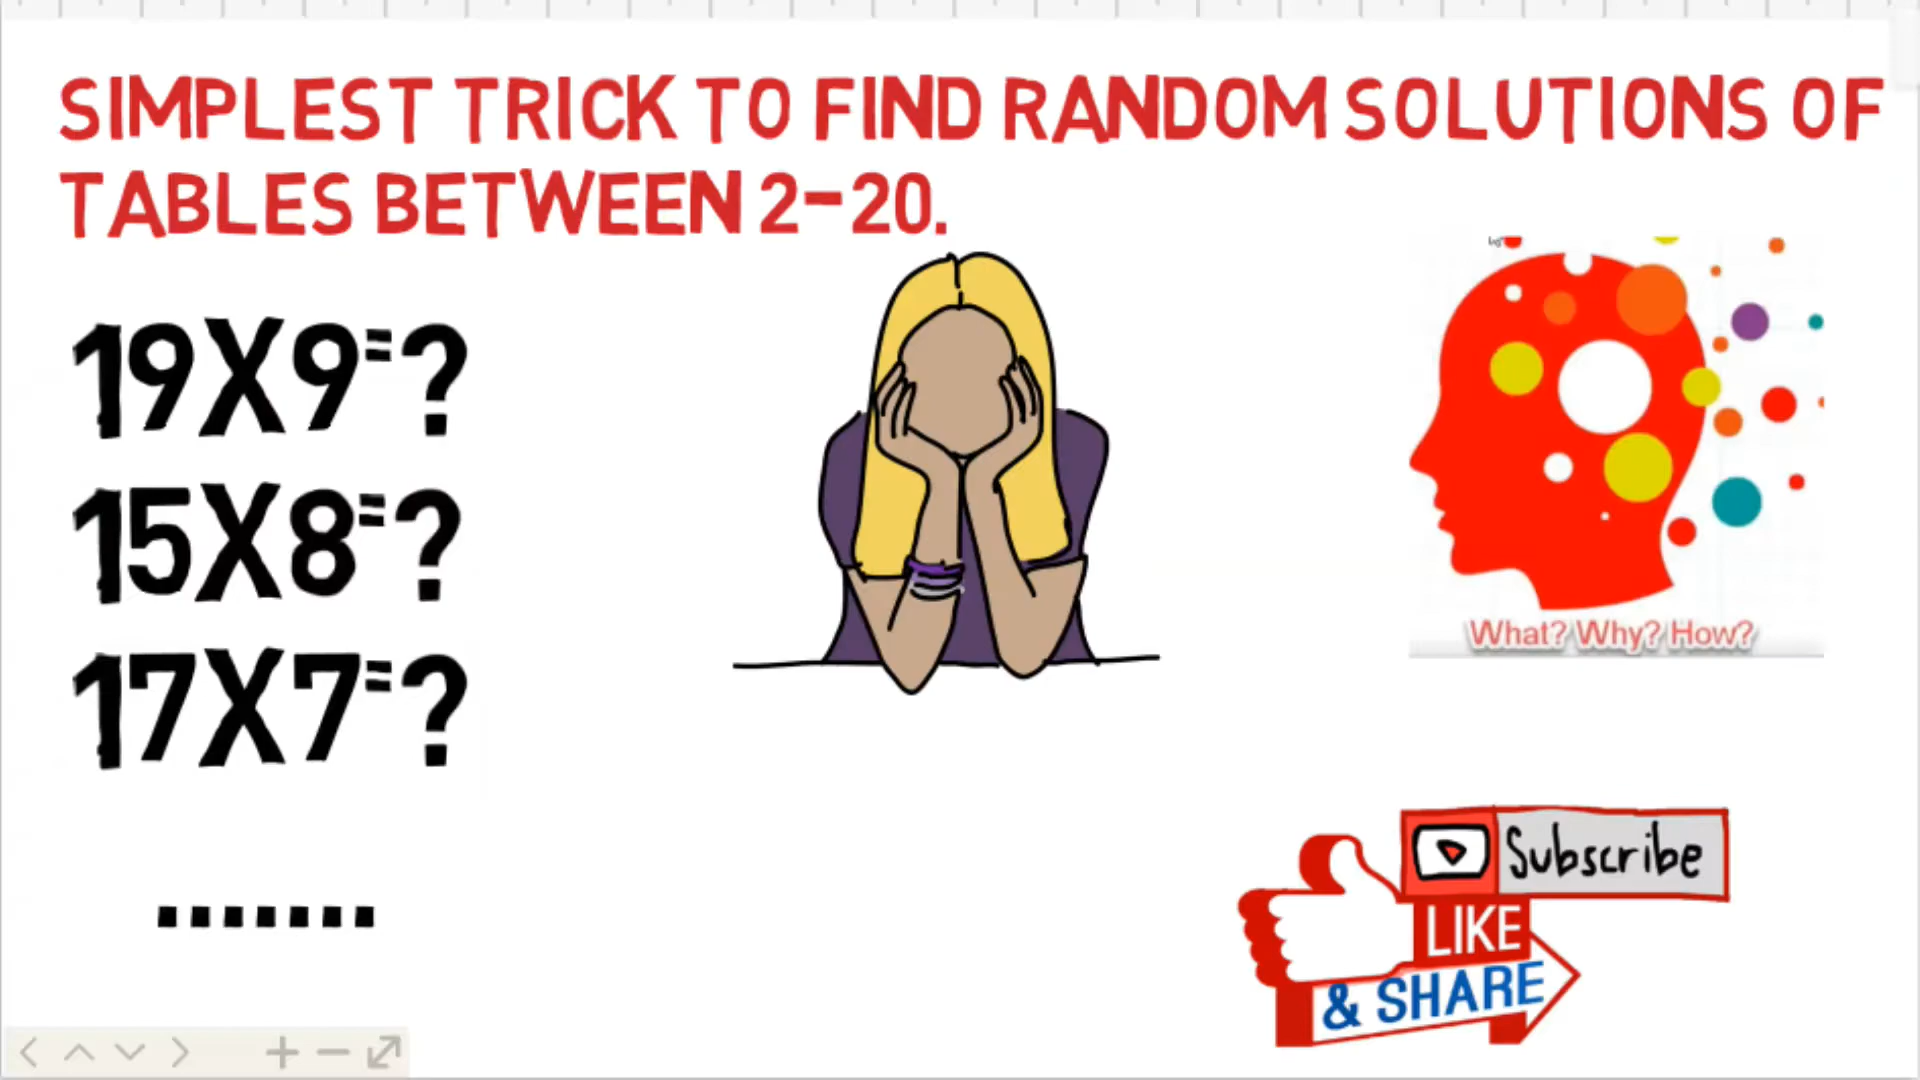 SIMPLEST TRICK TO FIND RANDOM SOLUTIONS OF
TABLES BETWEEN 2-20.
19X9=?
15X8=?
17X7=?
.......
What? Why? How?
Subscribe
LIKE
& SHARE